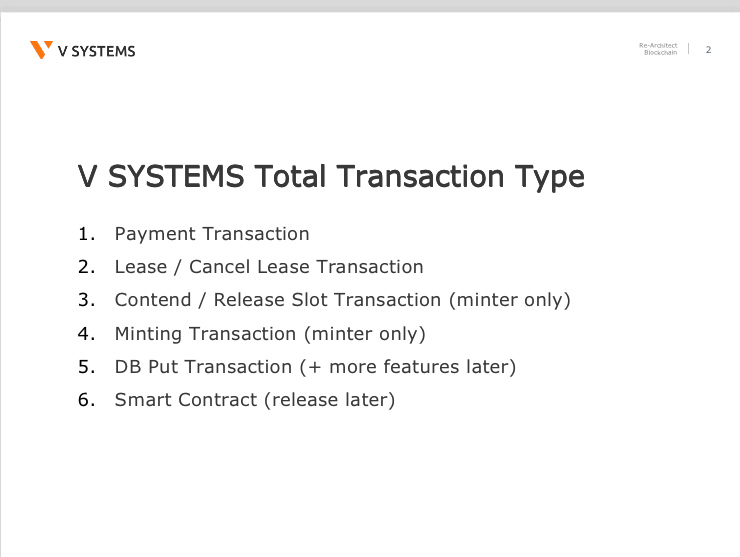 V SYSTEMS
Re-Architect
Blockchain
2
V SYSTEMS Total Transaction Type
1. Payment Transaction
2. Lease / Cancel Lease Transaction
3. Contend / Release Slot Transaction (minter only)
4. Minting Transaction (minter only)
5. DB Put Transaction (+ more features later)
6. Smart Contract (release later)